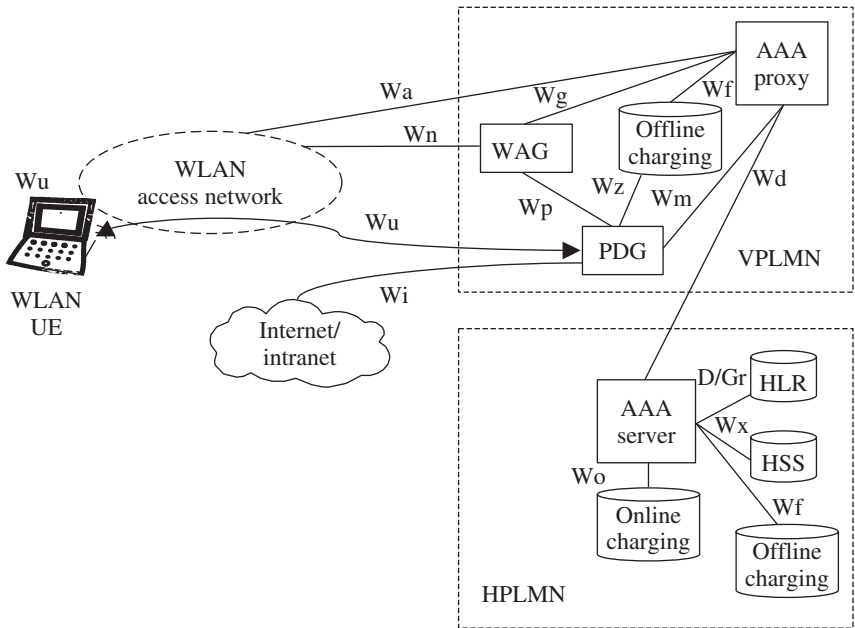 AAA
proxy
Wa
Wg
Wf
Wn
WAG
Offline
charging
WLAN
access network
Wu
Wz
Wm
Wd
Wp
Wu
PDG
VPLMN
WLAN
UE
Wi
Internet/
intranet
D/Gr
HLR
AAA
server
Wx
HSS
Wo
Wf
Online
charging
Offline
charging
HPLMN